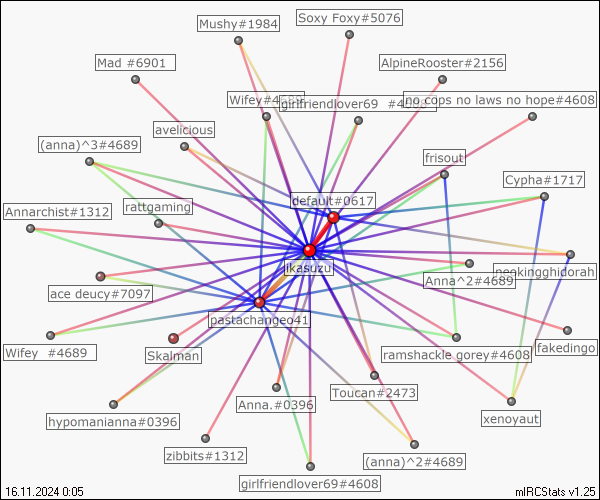 Soxy Foxy#5076
Mushy#1984
Mad #6901
AlpineRooster#2156
Wifey#4689
girlfriendlover69 #4608
no cops no laws no hope#4608
avelicious
(anna)^3#4689
frisout
Cypha#1717
default#0617
Annarchist#1312
rattgaming
ikasuzu
nookingghidorah
Anna^2#4689
ace deucy#7097
pastachangeo41
Wifey #4689
Skalman
ramshackle gorey#4608
fakedingo
Toucan#2473
Anna.#0396
xenoyaut
hypomanianna#0396
zibbits#1312
(anna)^2#4689
girlfriendlover69#4608
16.11.2024 0:05
mIRCStats v1.25